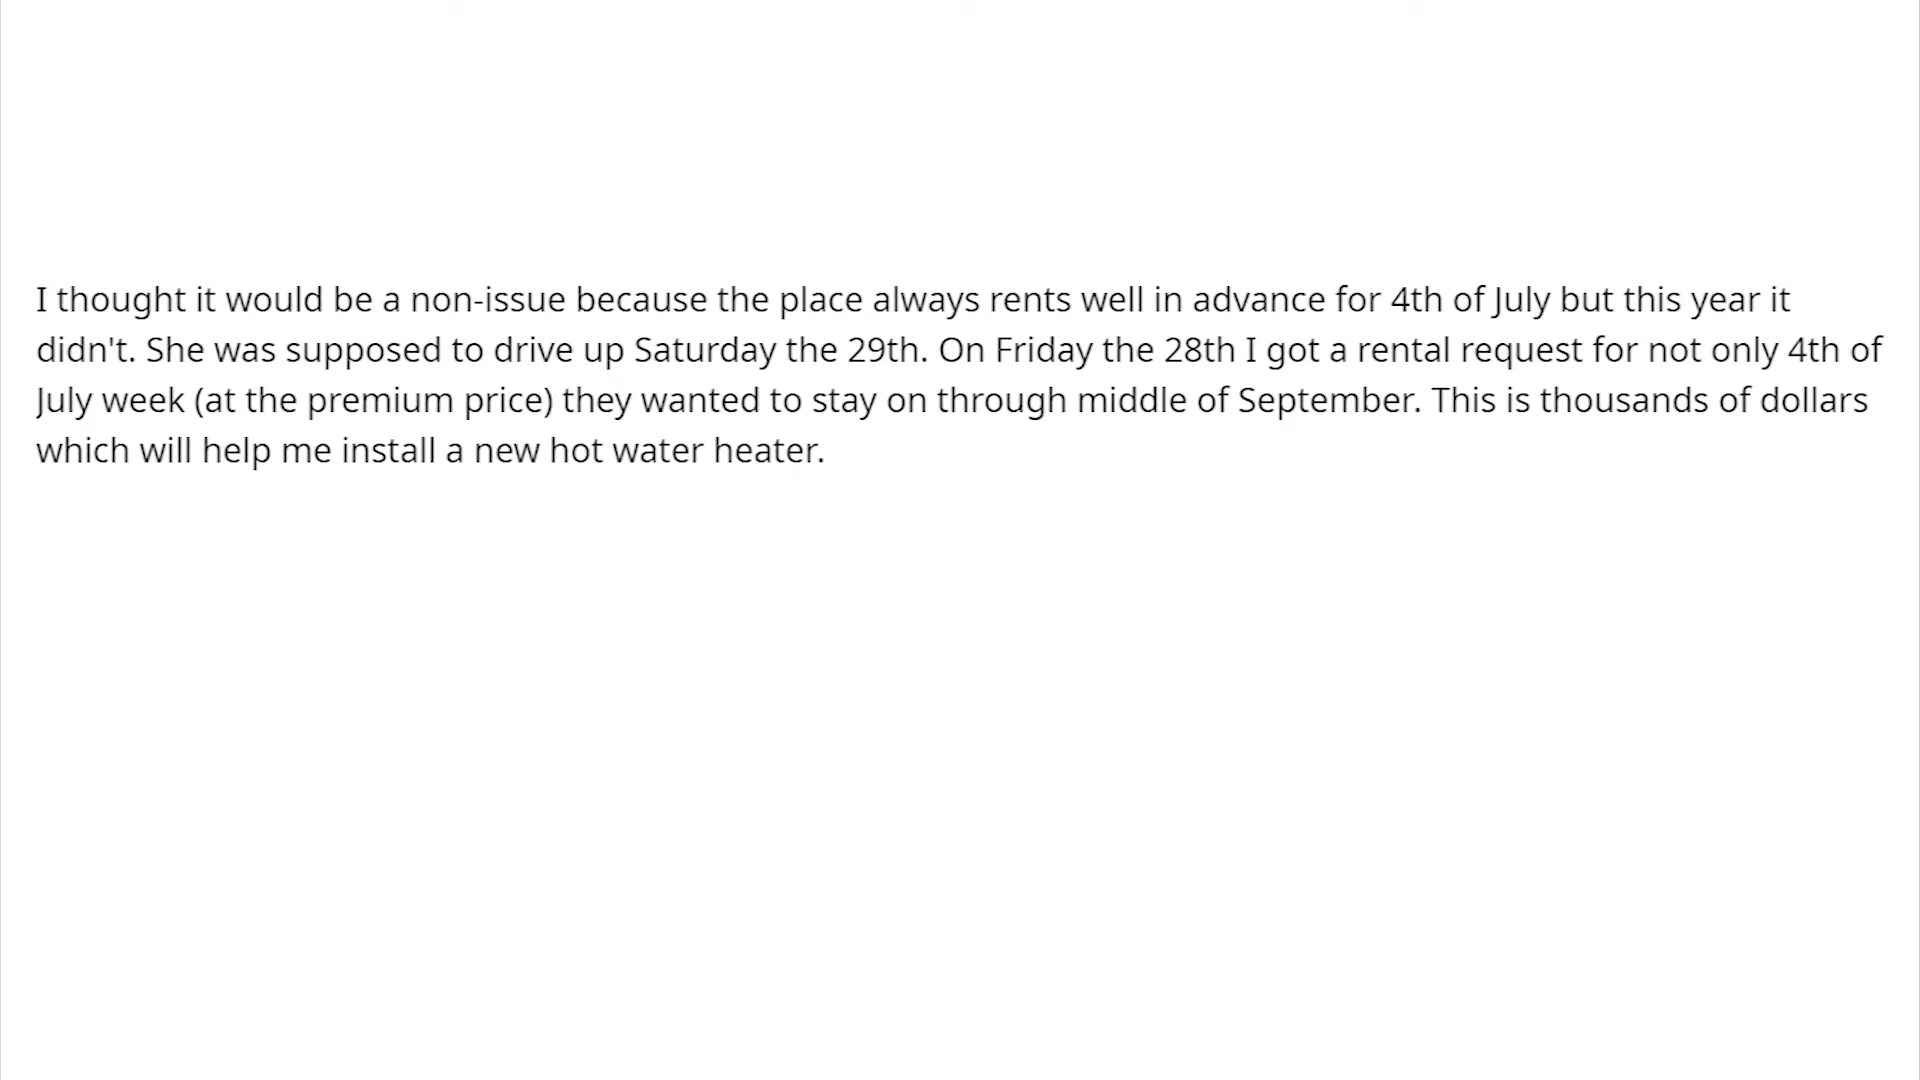 I thought it would be a non-issue because the place always rents well in advance for 4th of July but this year it
didn't. She was supposed to drive up Saturday the 29th. On Friday the 28th I got a rental request for not only 4th of
July week (at the premium price) they wanted to stay on through middle of September. This is thousands of dollars
which will help me install a new hot water heater.